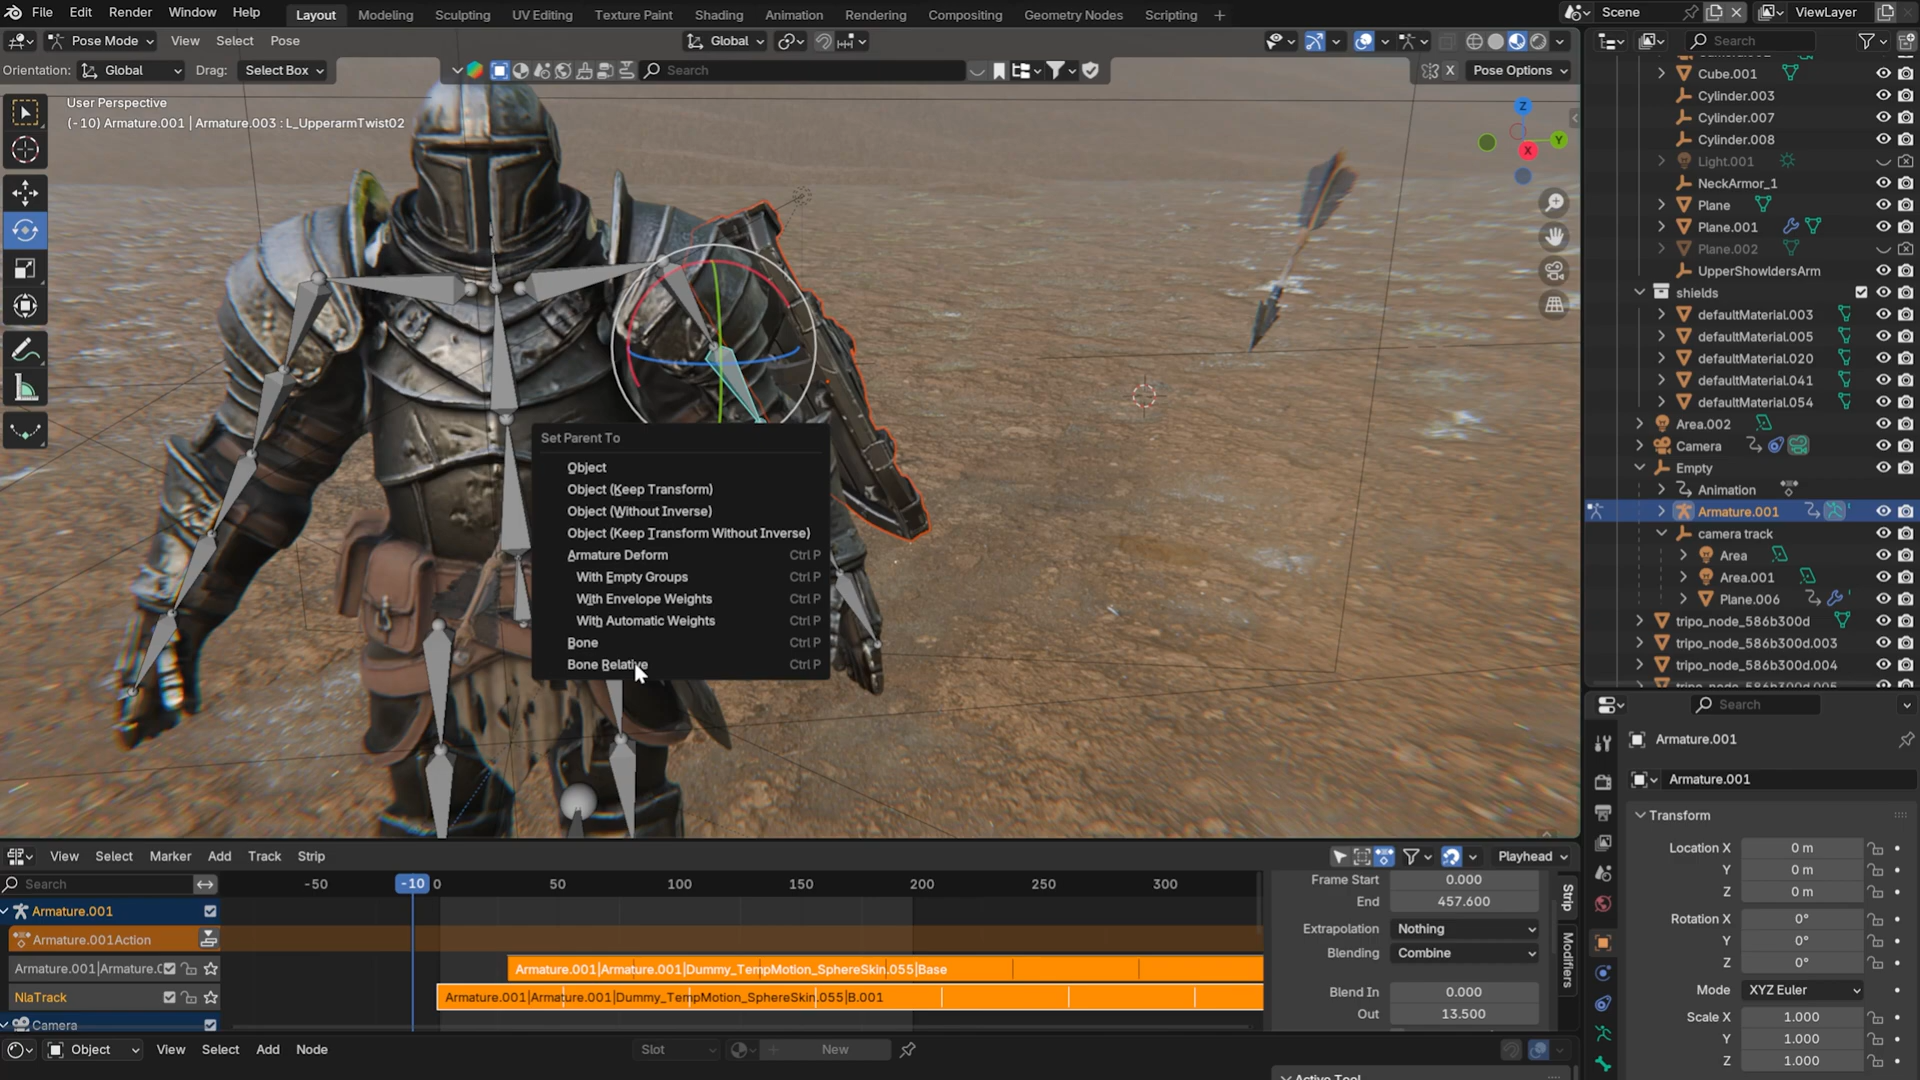 File Edit Render Window Help Layout Modeling Sculpting UV Editing Texture Paint Shading Animation Rendering Compositing Geometry Nodes Scripting + Scene ViewLayer
Pose Mode View Select Pose Global Search
Orientation: Global Drag: Select Box Search X Pose Options
User Perspective
(-10) Armature.001 | Armature.003 : L_UpperarmTwist02
Z
Y
X
Cube.001
Cylinder.003
Cylinder.007
Cylinder.008
Light.001
NeckArmor_1
Plane
Plane.001
Plane.002
UpperShowldersArm
shields
defaultMaterial.003
defaultMaterial.005
defaultMaterial.020
defaultMaterial.041
defaultMaterial.054
Area.002
Camera
Empty
Animation
Armature.001
camera track
Area
Area.001
Plane.006
tripo_node_586b300d
tripo_node_586b300d.003
tripo_node_586b300d.004
Set Parent To
Object
Object (Keep Transform)
Object (Without Inverse)
Object (Keep Transform Without Inverse)
Armature Deform Ctrl P
With Empty Groups Ctrl P
With Envelope Weights Ctrl P
With Automatic Weights Ctrl P
Bone Ctrl P
Bone Relative Ctrl P
Search
Armature.001
Armature.001
Transform
Location X 0 m
Y 0 m
Z 0 m
Rotation X 0°
Y 0°
Z 0°
Mode XYZ Euler
Scale X 1.000
Y 1.000
Z 1.000
View Select Marker Add Track Strip Playhead
Search -50 -10 0 50 100 150 200 250 300
Armature.001
Armature.001Action
Armature.001|Armature.0
Armature.001|Armature.001|Dummy_TempMotion_SphereSkin.055|Base
NlaTrack
Armature.001|Armature.001|Dummy_TempMotion_SphereSkin.055|B.001
Camera
Frame Start 0.000
End 457.600
Extrapolation Nothing
Blending Combine
Blend In 0.000
Out 13.500
Strip
Modifiers
Object View Select Add Node Slot New
Active Tool